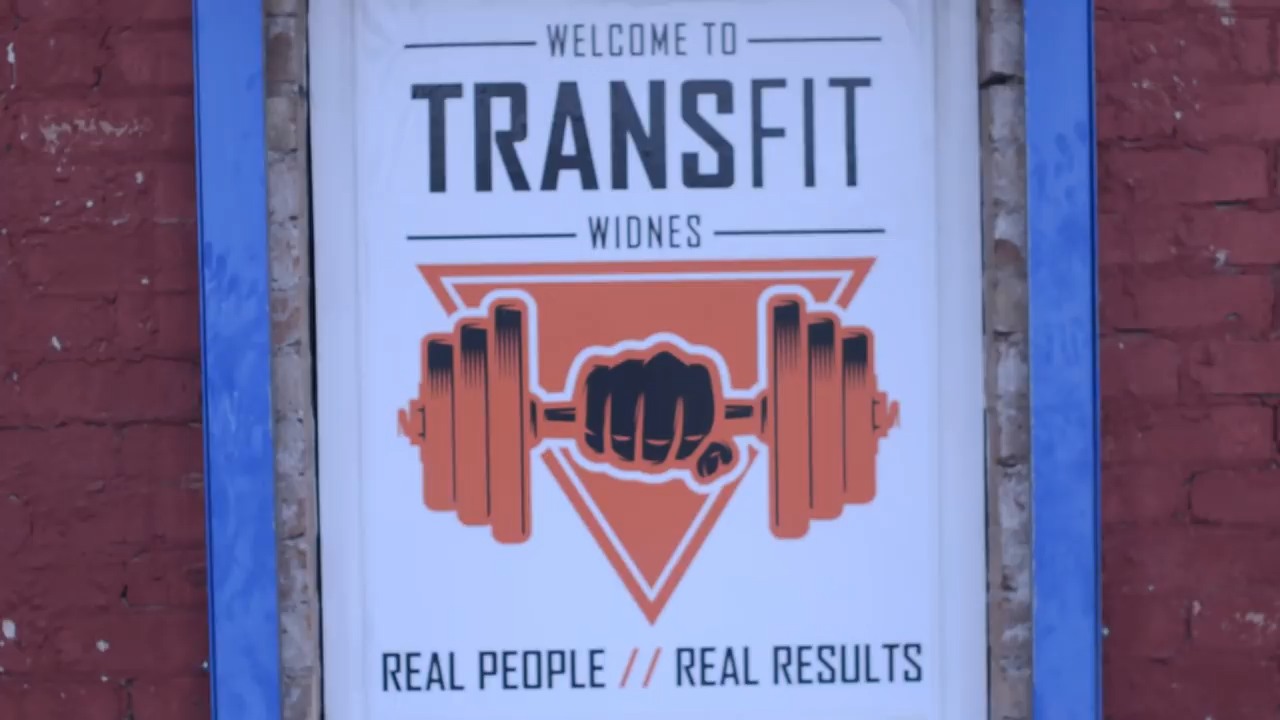 WELCOME TO
TRANSFIT
WIDNES
REAL PEOPLE // REAL RESULTS